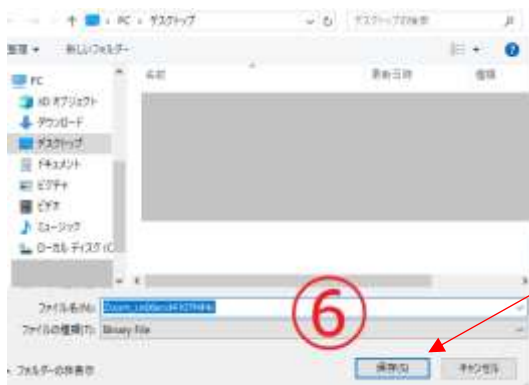 PC › デスクトップ
デスクトップの検索
整理 ▾ 新しいフォルダー
PC
名前 更新日時 種類
3D オブジェクト
ダウンロード
デスクトップ
ドキュメント
ピクチャ
ビデオ
ミュージック
ローカル ディスク (C
ファイル名(N):
ファイルの種類(T): Binary File
⑥
フォルダーの非表示
保存(S) キャンセル